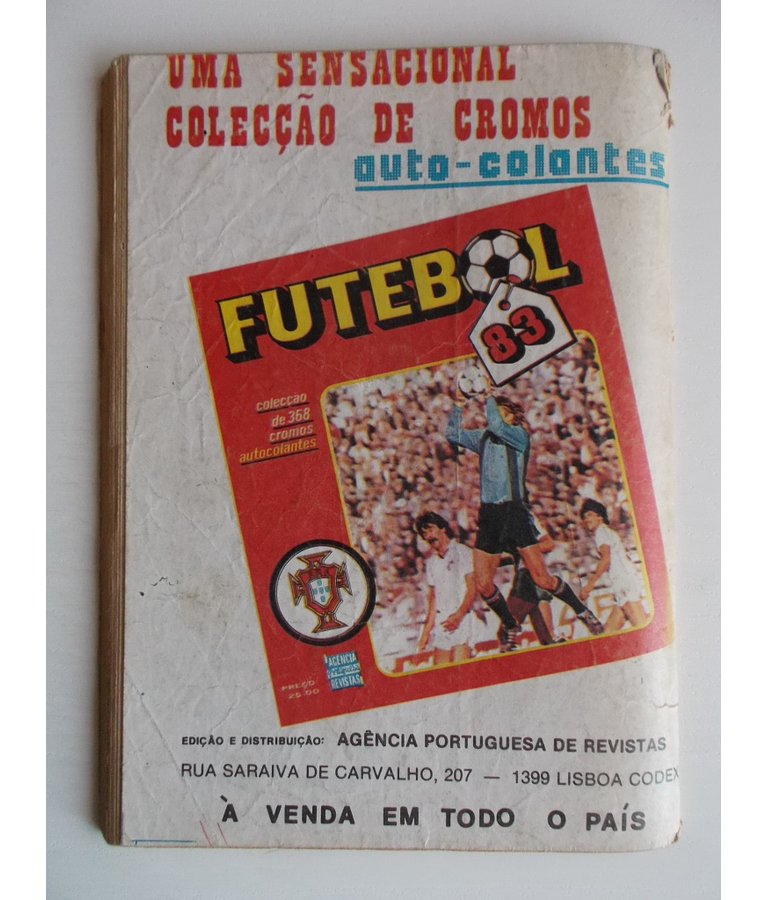 UMA SENSACIONAL
COLECÇÃO DE CROMOS
auto-colantes
FUTEBOL
83
colecção
de 368
cromos
autocolantes
AGÊNCIA
REVISTAS
PREÇO
25.00
EDIÇÃO E DISTRIBUIÇÃO: AGÊNCIA PORTUGUESA DE REVISTAS
RUA SARAIVA DE CARVALHO, 207 — 1399 LISBOA CODEX
À VENDA EM TODO O PAÍS